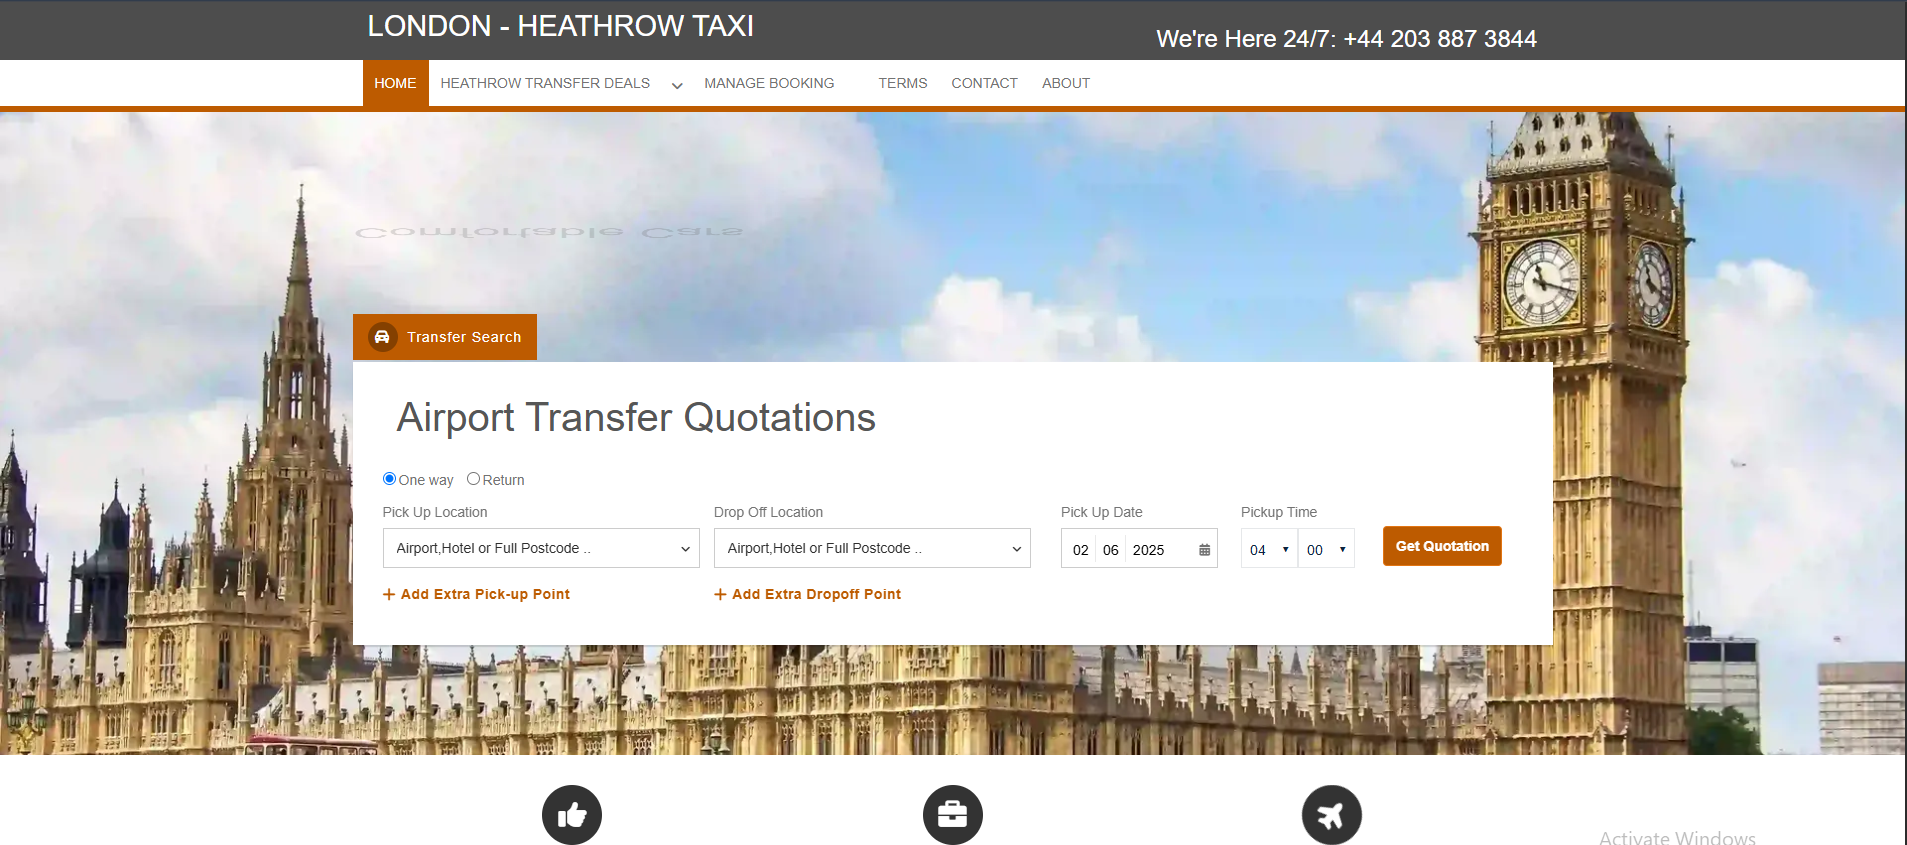 LONDON - HEATHROW TAXI
We're Here 24/7: +44 203 887 3844
HOME HEATHROW TRANSFER DEALS MANAGE BOOKING TERMS CONTACT ABOUT
Comfortable Cars
Transfer Search
Airport Transfer Quotations
One way Return
Pick Up Location Drop Off Location Pick Up Date Pickup Time
Airport,Hotel or Full Postcode .. Airport,Hotel or Full Postcode .. 02 06 2025 04 00 Get Quotation
+ Add Extra Pick-up Point + Add Extra Dropoff Point
Activate Windows